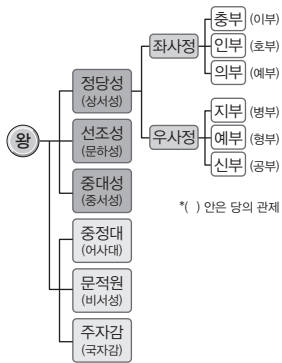 왕
정당성
(상서성)
선조성
(문하성)
중대성
(중서성)
중정대
(어사대)
문적원
(비서성)
주자감
(국자감)
좌사정
우사정
충부 (이부)
인부 (호부)
의부 (예부)
지부 (병부)
예부 (형부)
신부 (공부)
*( ) 안은 당의 관제